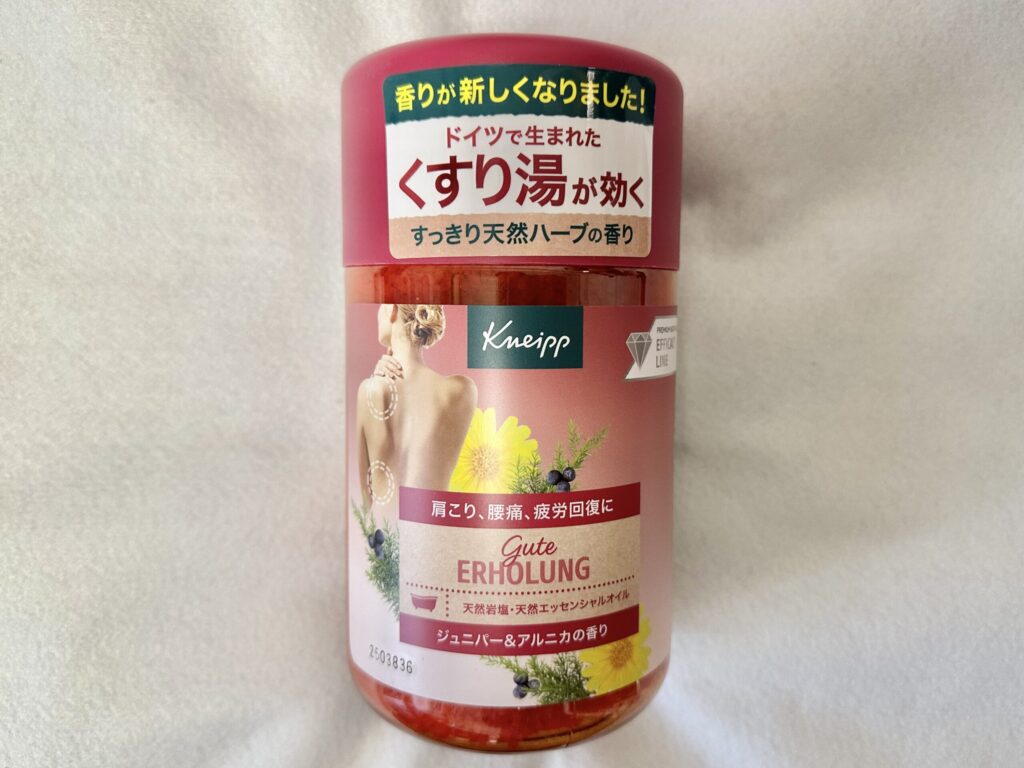 香りが新しくなりました!
ドイツで生まれた
くすり湯が効く
すっきり天然ハーブの香り
Kneipp
LINE
肩こり、腰痛、疲労回復に
Gute
ERHOLUNG
天然岩塩・天然エッセンシャルオイル
ジュニパー&アルニカの香り
2503836